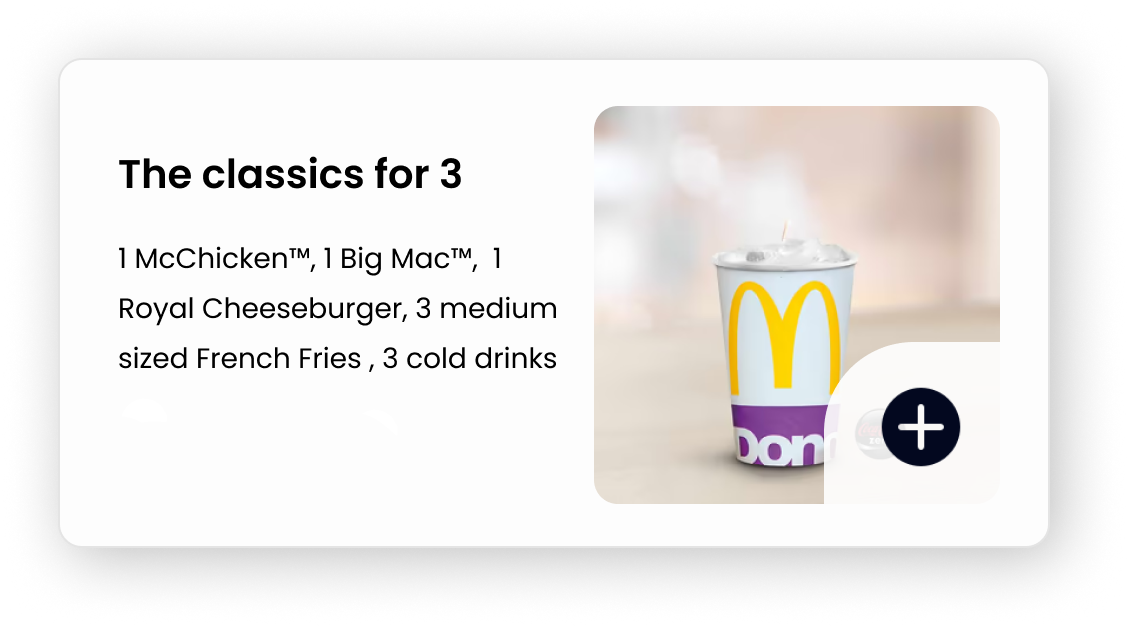 The classics for 3
1 McChicken™, 1 Big Mac™, 1
Royal Cheeseburger, 3 medium
sized French Fries , 3 cold drinks